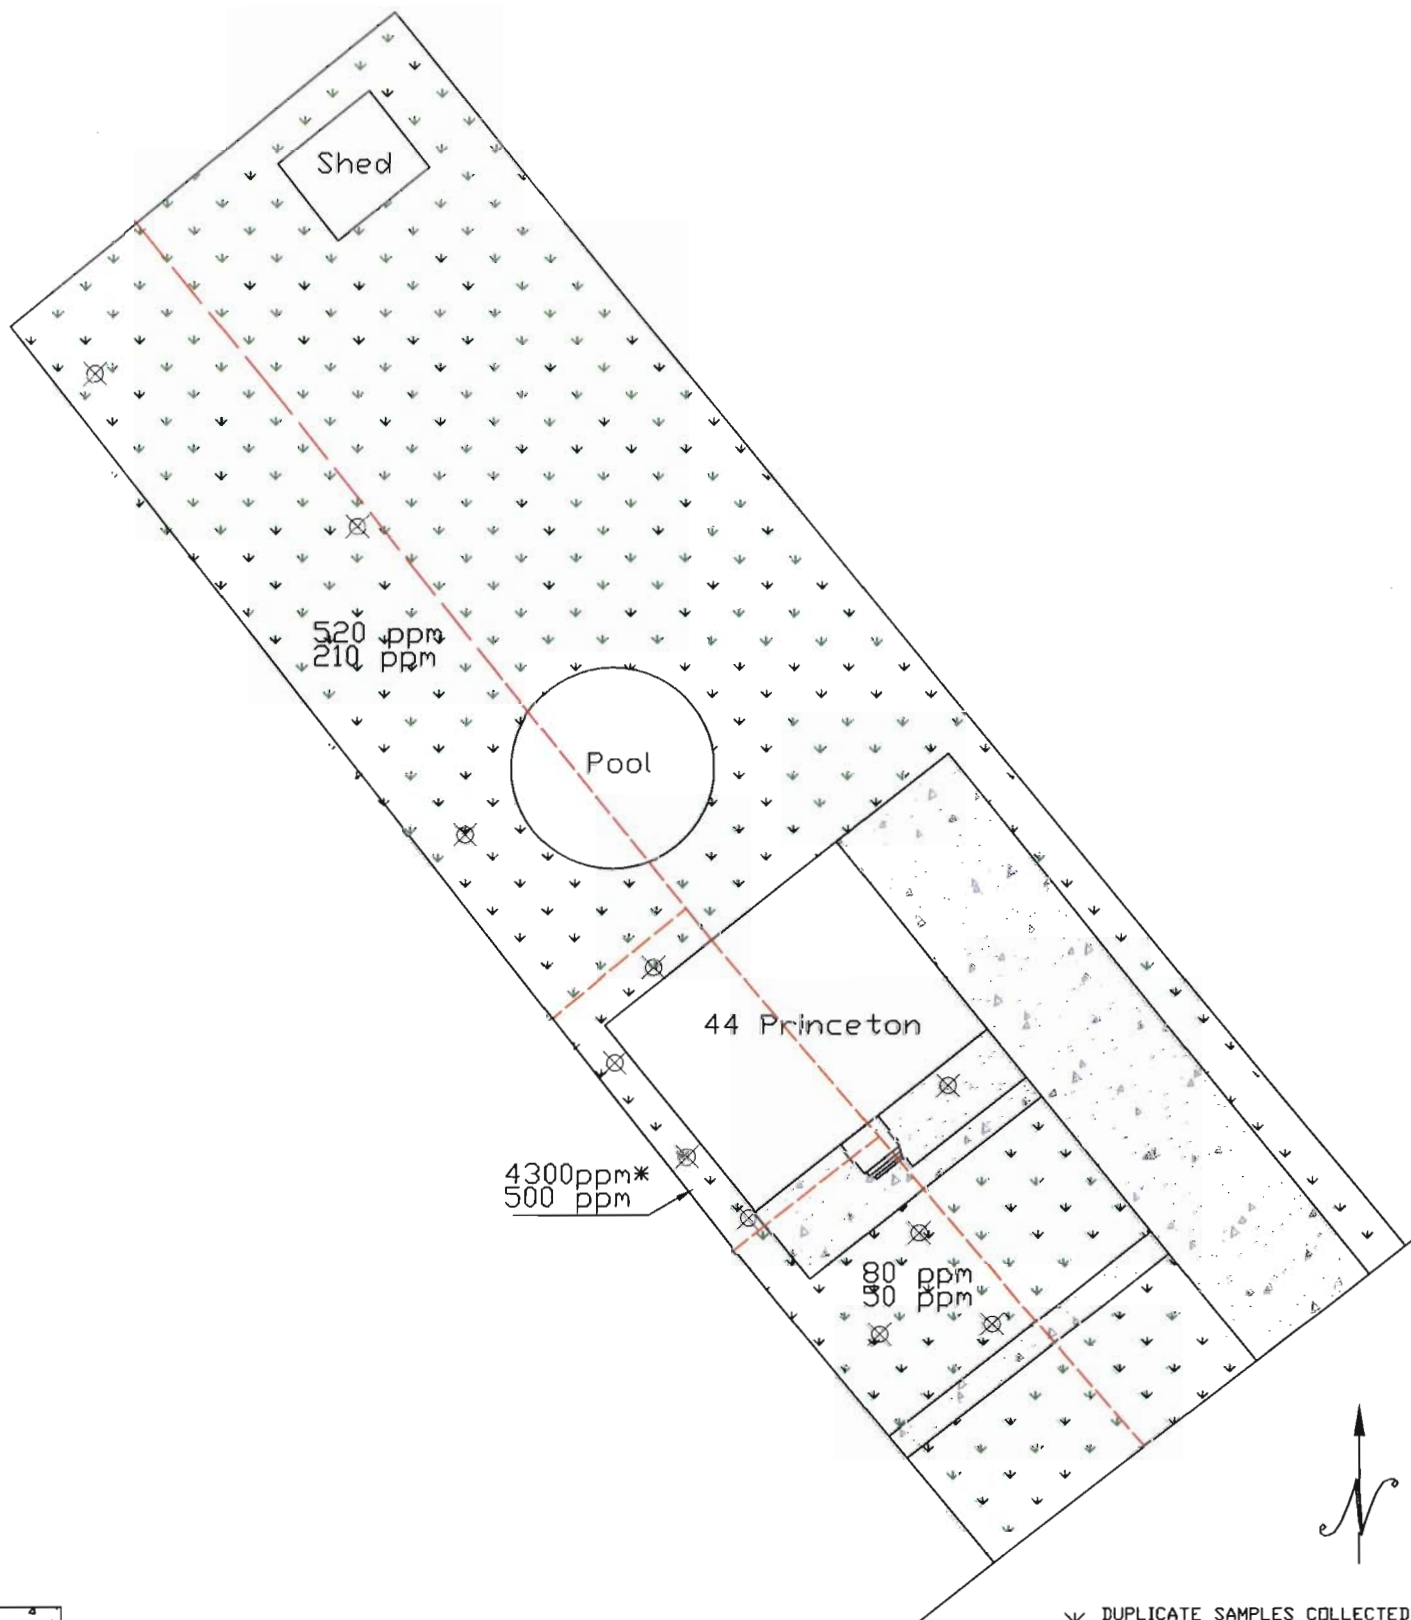 Shed
520 ppm
210 ppm
Pool
44 Princeton
4300ppm*
500 ppm
80 ppm
50 ppm
N
DUPLICATE SAMPLES COLLECTED